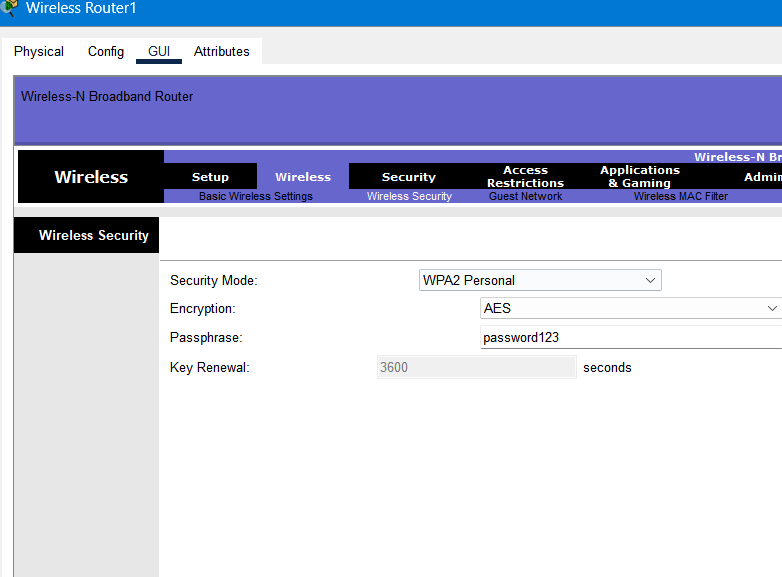 Wireless Router1
Physical Config GUI Attributes
Wireless-N Broadband Router
Wireless-N
Wireless
Setup Wireless Security Access Restrictions Applications & Gaming
Basic Wireless Settings Wireless Security Guest Network Wireless MAC Filter
Wireless Security
Security Mode: WPA2 Personal
Encryption: AES
Passphrase: password123
Key Renewal: 3600 seconds